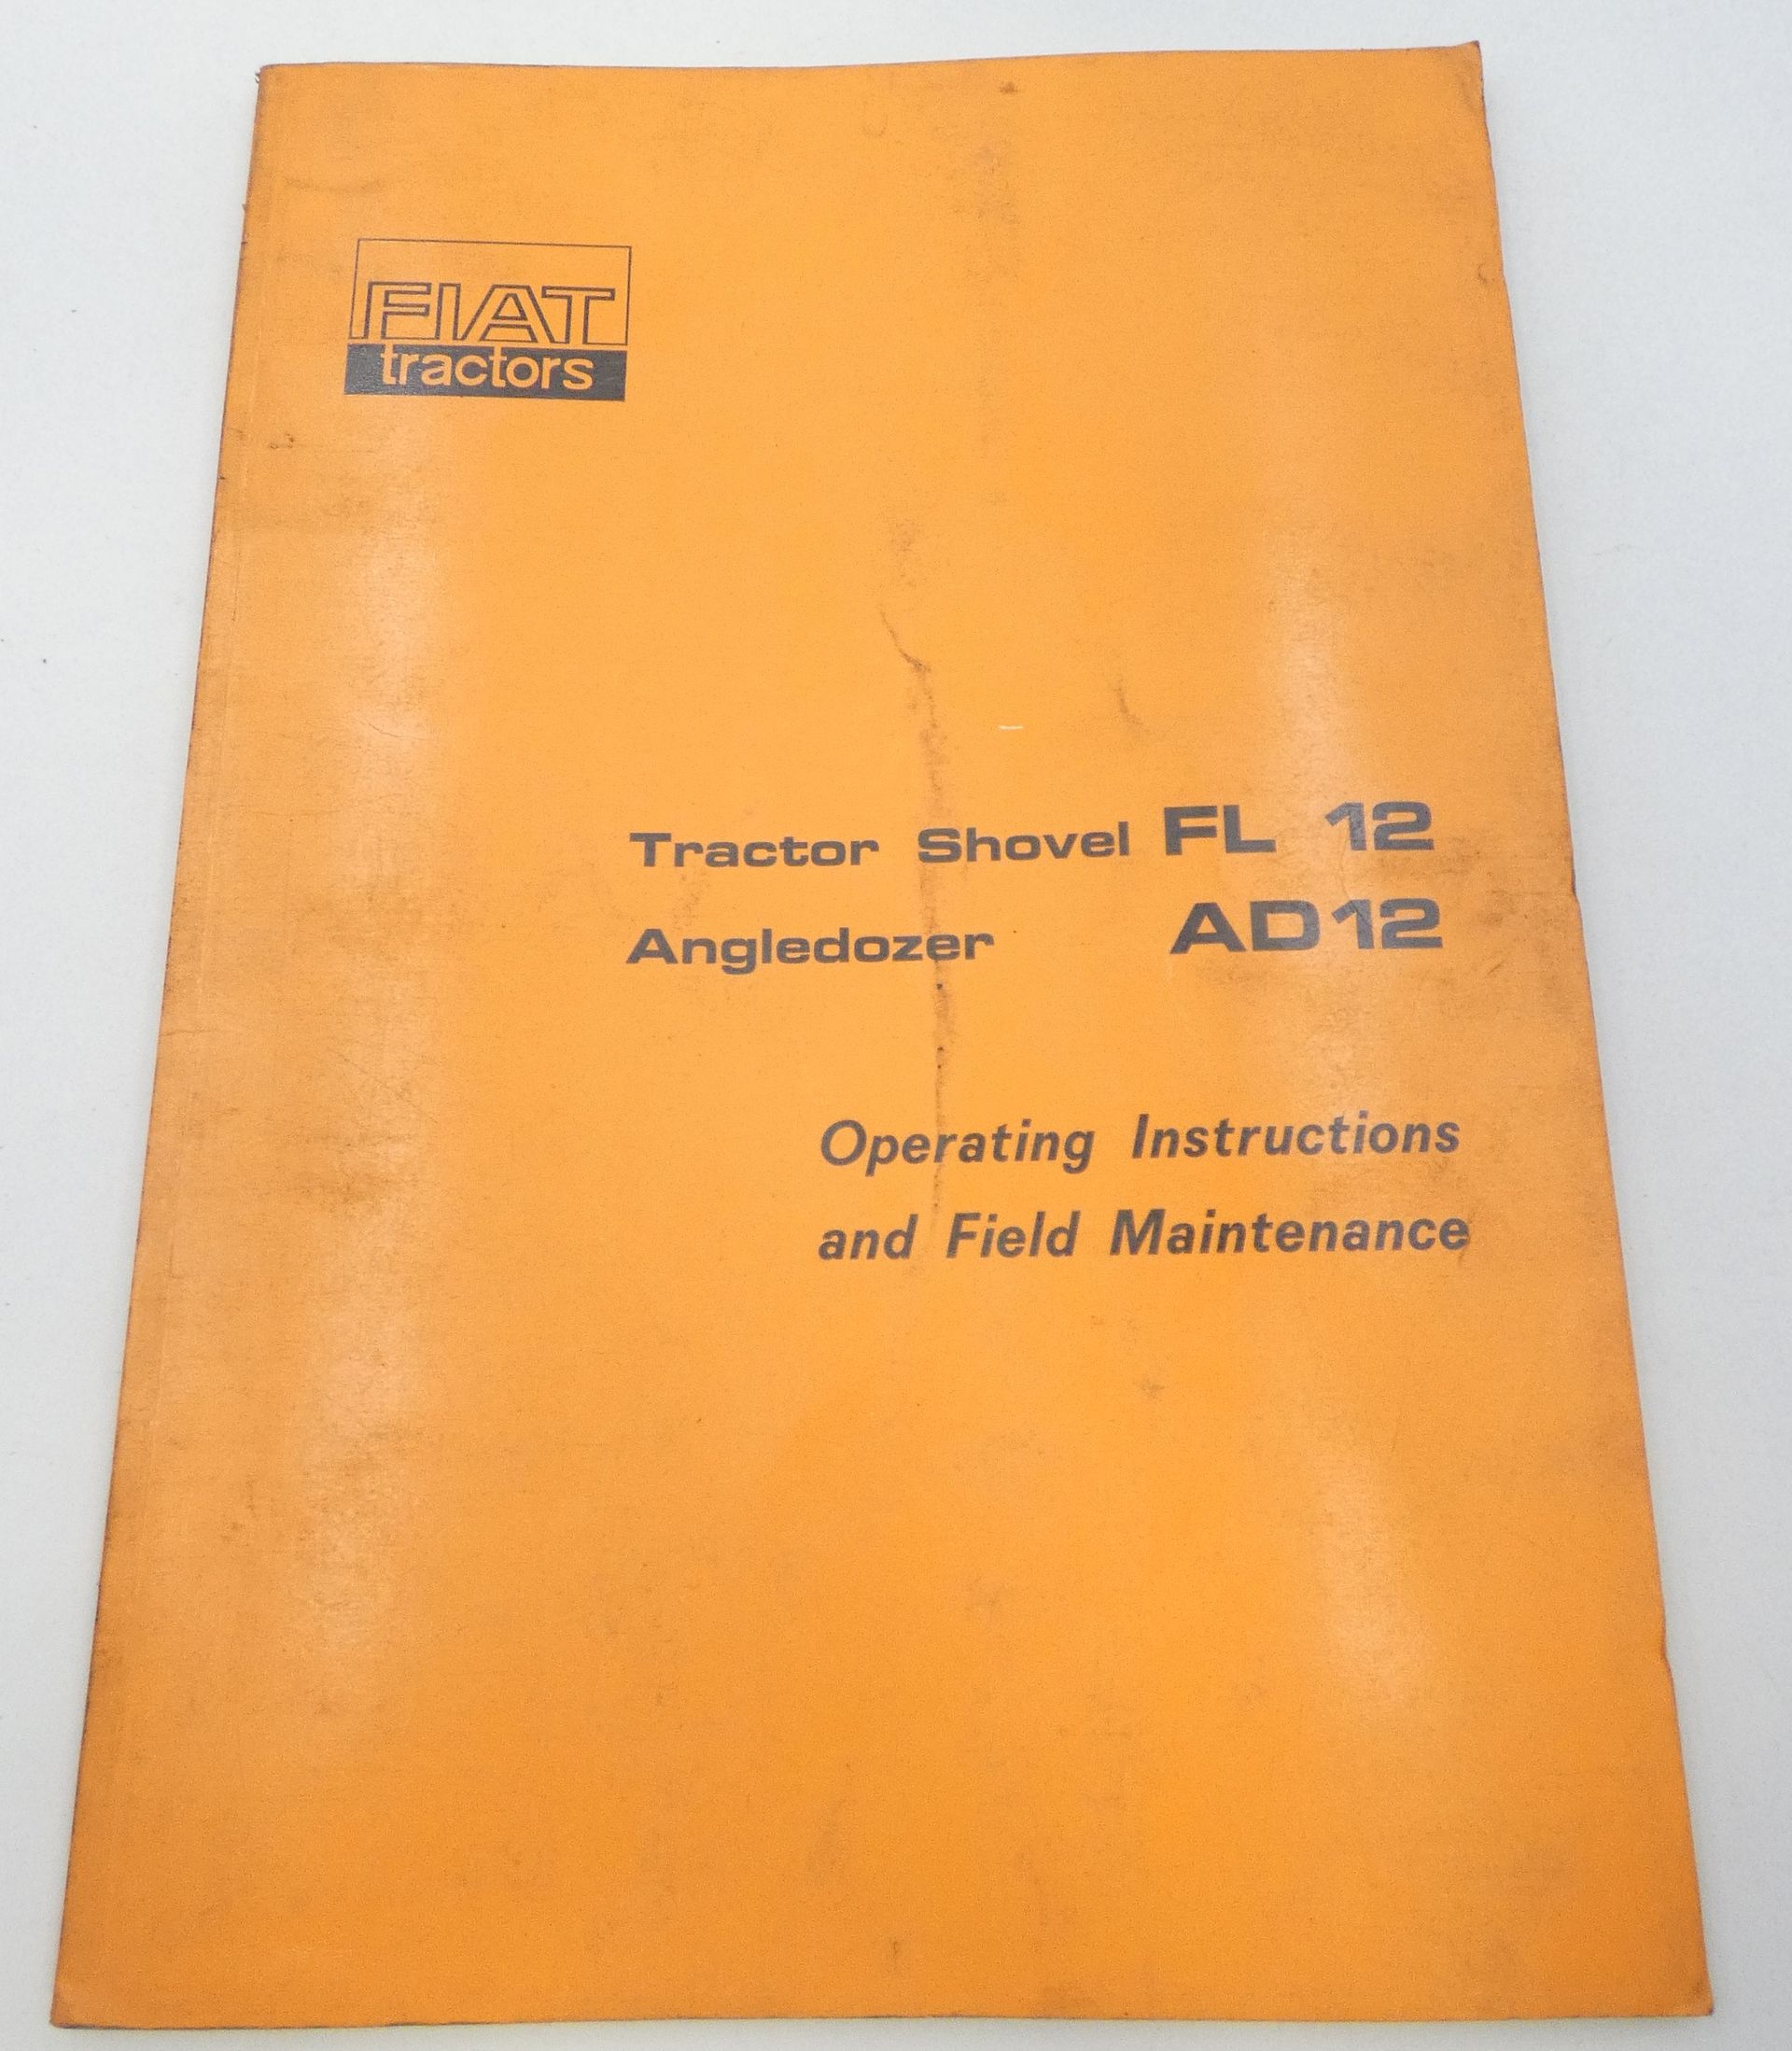 FIAT
tractors
Tractor Shovel FL 12
Angledozer AD12
Operating Instructions
and Field Maintenance